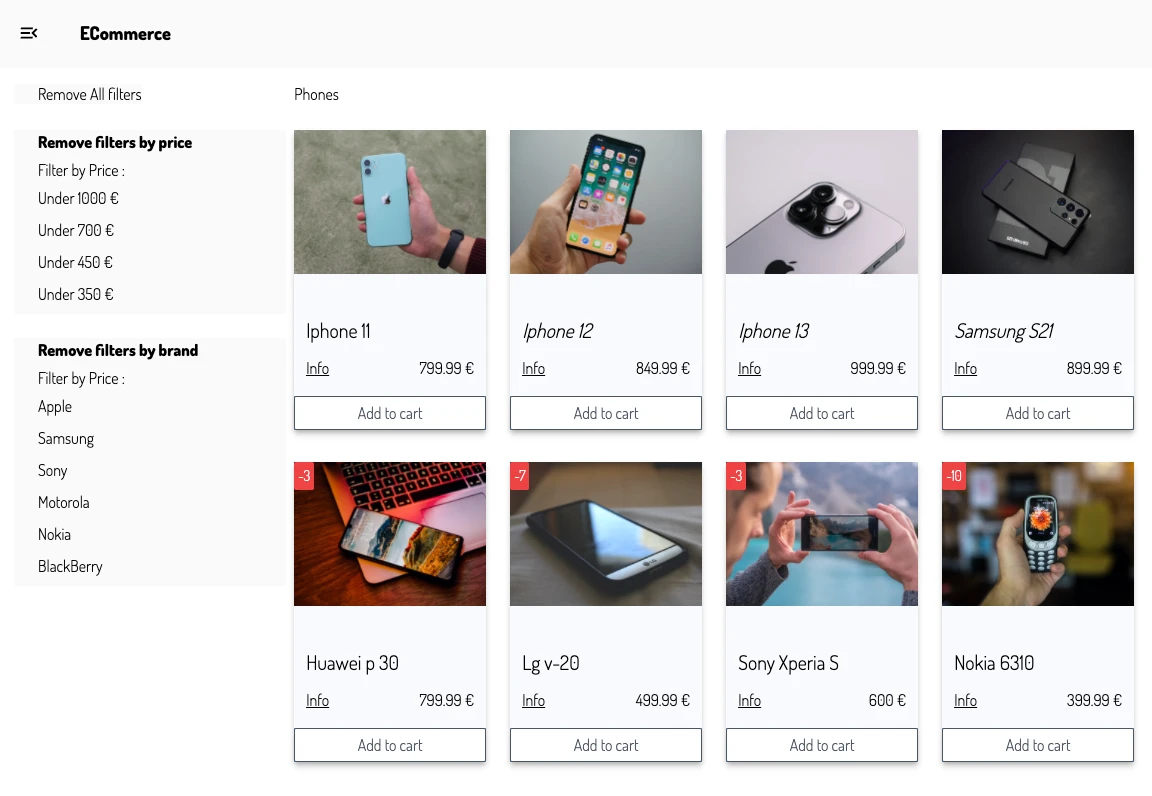 ECommerce
Remove All filters
Remove filters by price
Filter by Price :
Under 1000 €
Under 700 €
Under 450 €
Under 350 €
Remove filters by brand
Filter by Price :
Apple
Samsung
Sony
Motorola
Nokia
BlackBerry
Phones
Iphone 11
Info 799.99 €
Add to cart
Iphone 12
Info 849.99 €
Add to cart
Iphone 13
Info 999.99 €
Add to cart
Samsung S21
Info 899.99 €
Add to cart
-3
Huawei p 30
Info 799.99 €
Add to cart
-7
LG
Lg v-20
Info 499.99 €
Add to cart
-3
Sony Xperia S
Info 600 €
Add to cart
-10
Nokia 6310
Info 399.99 €
Add to cart